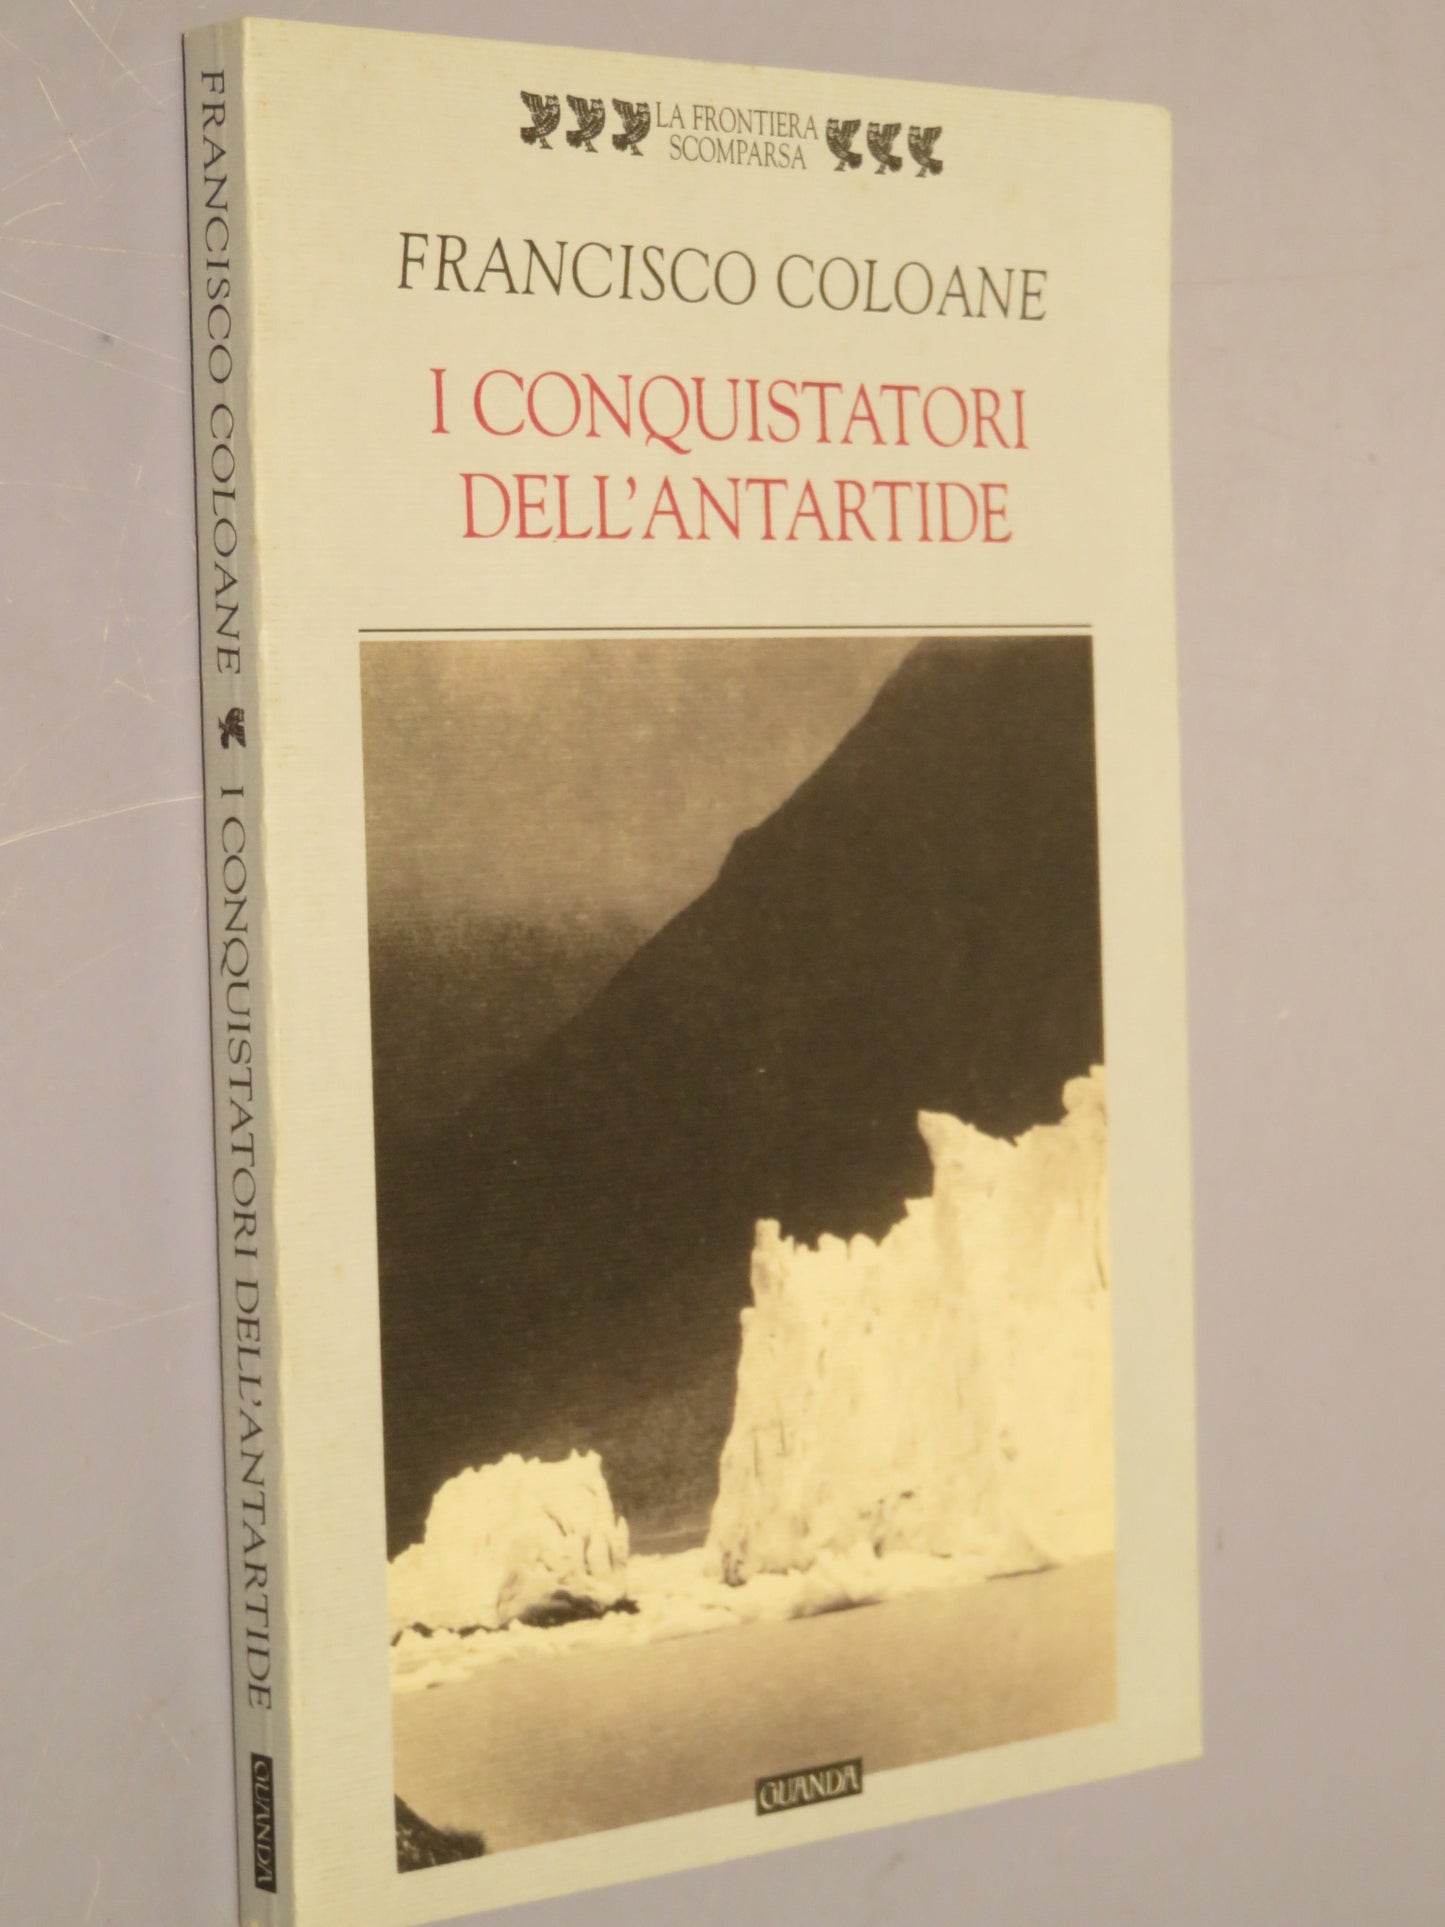 LA FRONTIERA
SCOMPARSA
FRANCISCO COLOANE
I CONQUISTATORI
DELL'ANTARTIDE
GUANDA
FRANCISCO COLOANE I CONQUISTATORI DELL'ANTARTIDE
GUANDA